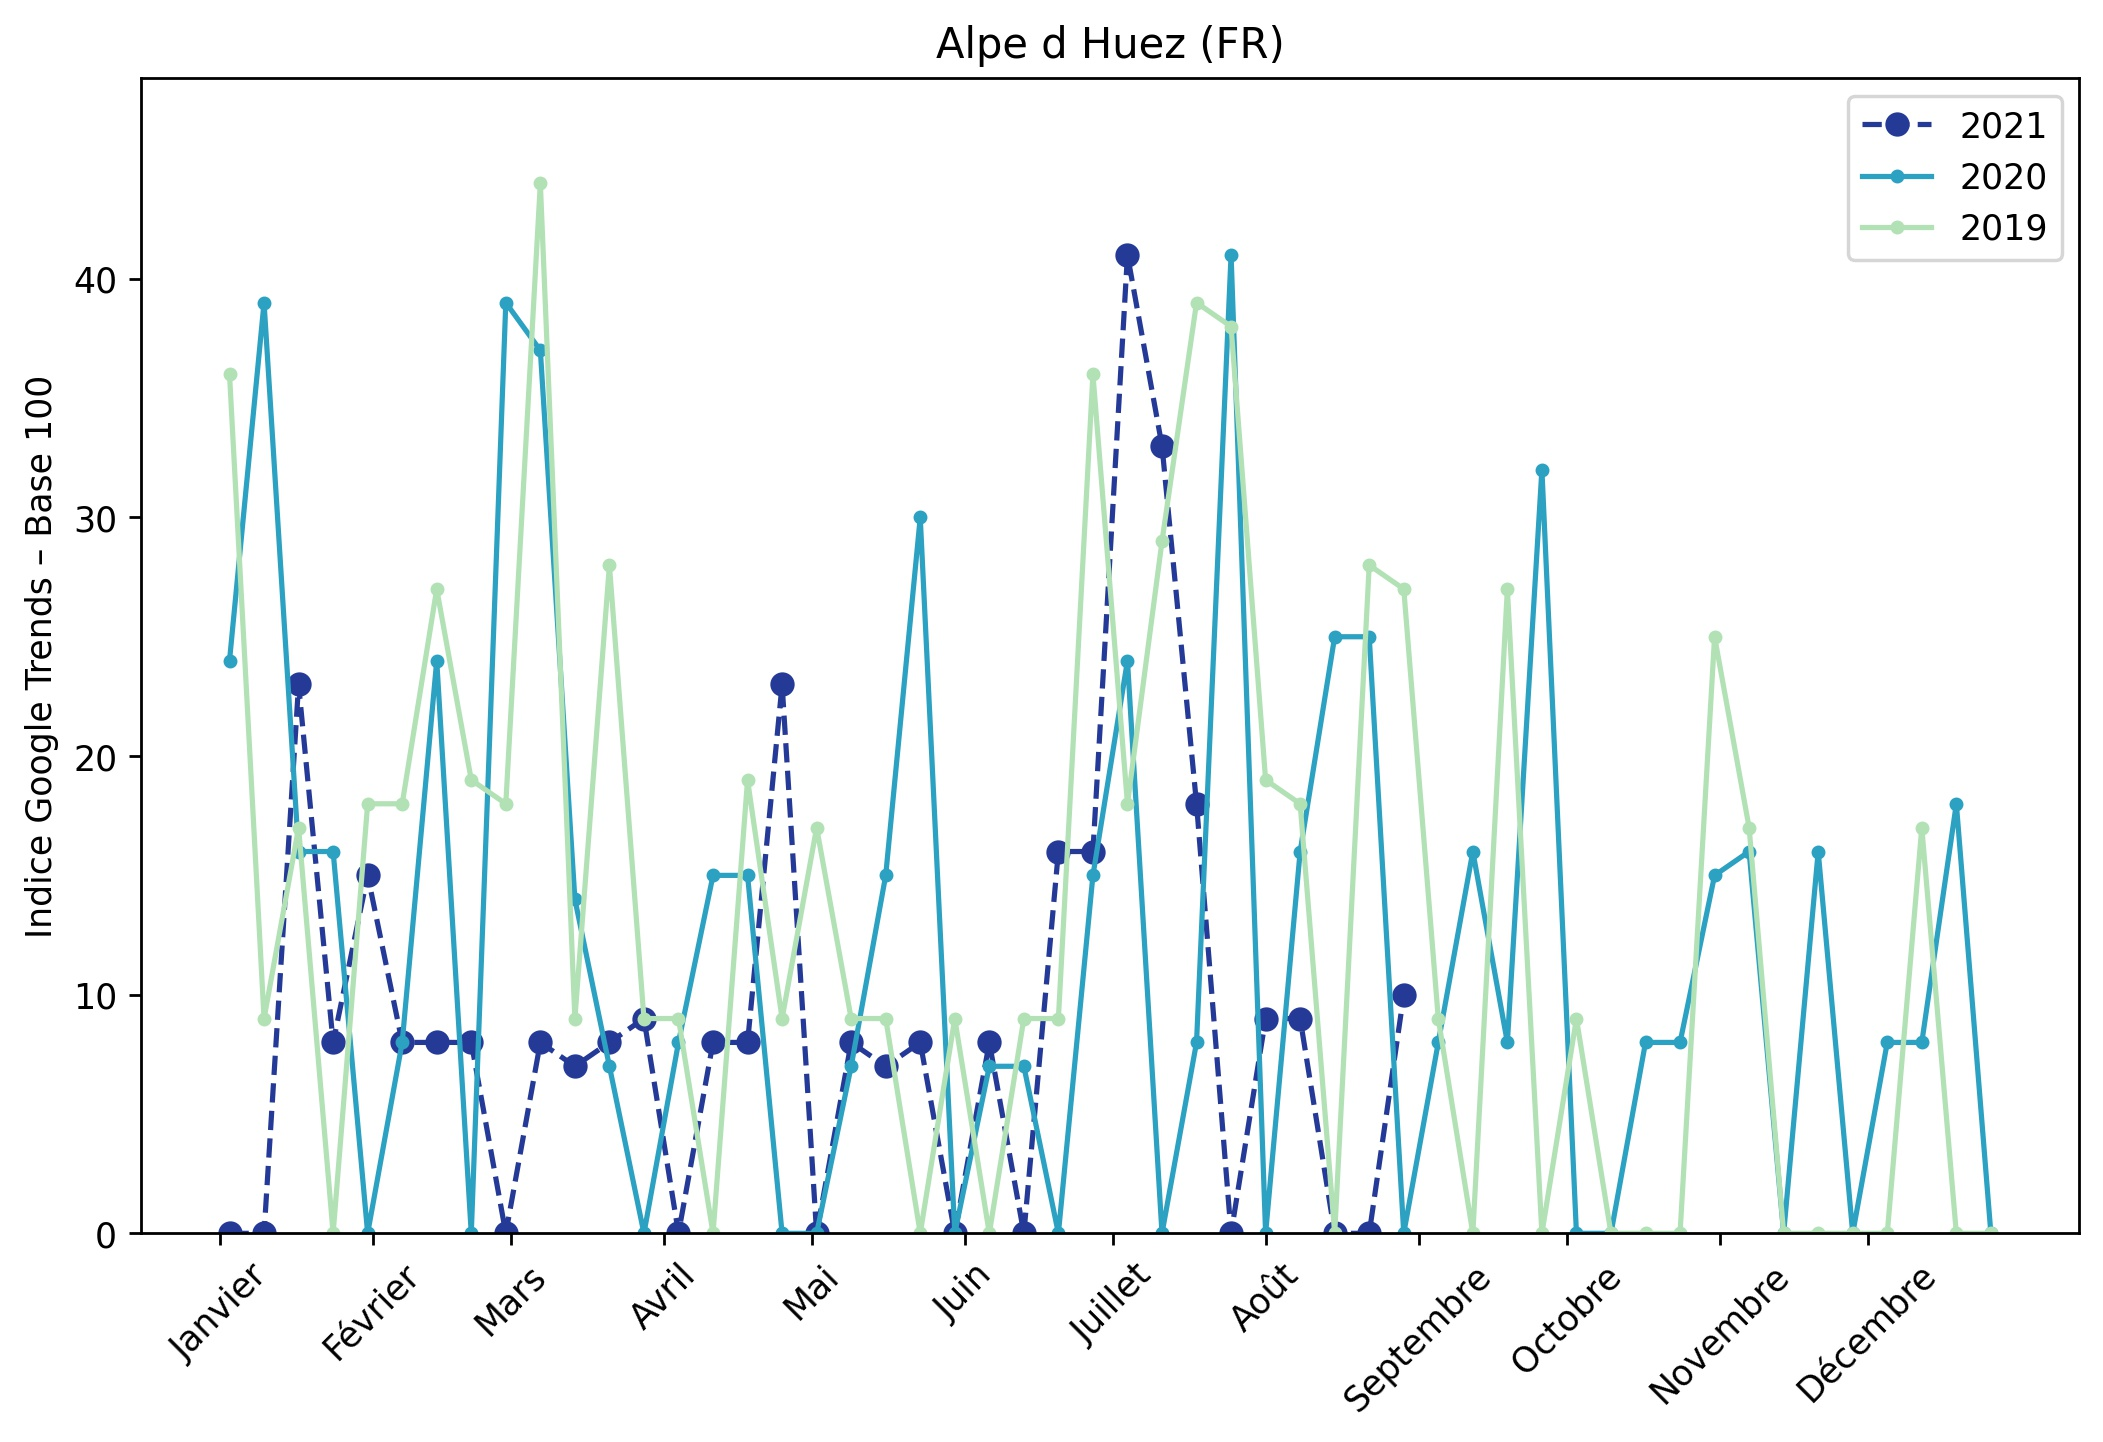 Alpe d Huez (FR)
2021
2020
2019
Indice Google Trends – Base 100
40
30
20
10
0
Janvier
Février
Mars
Avril
Mai
Juin
Juillet
Août
Septembre
Octobre
Novembre
Décembre